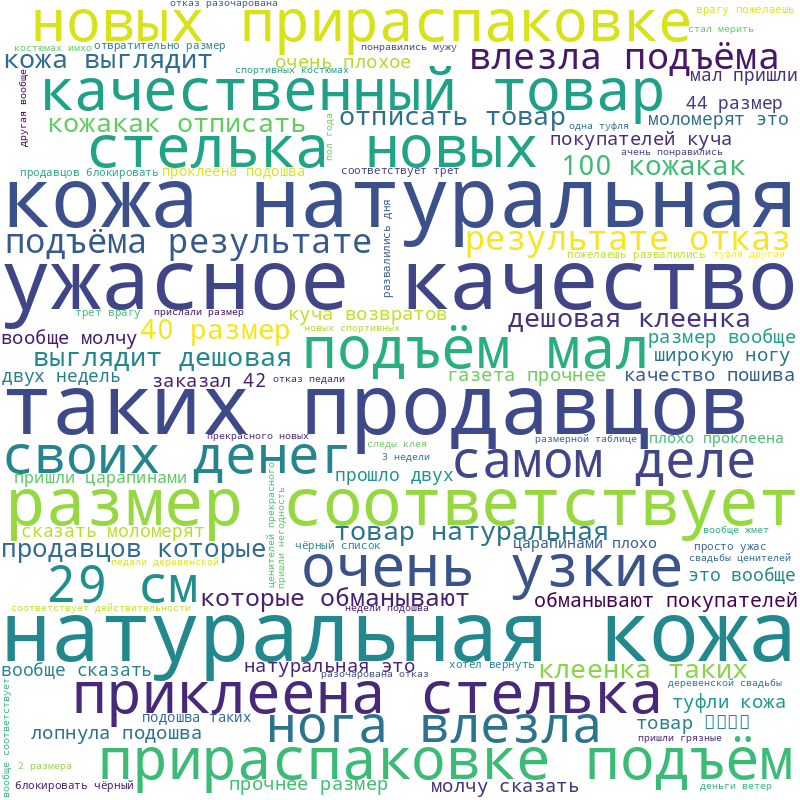 отказ разочарована
новых прираспаковке
врагу пожелаешь
стал мерить
костюмах имхо
отвратительно размер
понравились мужу
влезла подъёма
кожа выглядит
очень плохое
спортивных костюмах
мал пришли
другая вообще
качественный товар
44 размер
кожакак отписать
пол года
отписать товар
одна туфля
моломерят это
стелька новых
покупателей куча
ачень понравились
100 кожакак
продавцов блокировать
проклеена подошва
соответствует трет
кожа натуральная
развалились дня
подъёма результате
результате отказ
пожелаешь развалились
туфля другая
ужасное качество
трет врагу
прислали размер
куча возвратов
новых спортивных
дешовая клеенка
вообще молчу
40 размер
подъём мал
размер вообще
выглядит дешовая
широкую ногу
двух недель
заказал 42
отказ педали
газета прочнее
качество пошива
таких продавцов
прекрасного новых
следы клея
размерной таблице
плохо проклеена
своих денег
3 недели
самом деле
пришли царапинами
ценителей прекрасного
пришли негодность
прошло двух
размер соответствует
сказать моломерят
товар натуральная
вообще жмет
продавцов которые
чёрный список
царапинами плохо
просто ужас
педали деревенской
очень узкие
свадьбы ценителей
29 см
это вообще
которые обманывают
обманывают покупателей
соответствует действительности
недели подошва
натуральная кожа
вообще сказать
натуральная это
разочарована отказ
хотел вернуть
клеенка таких
вообще соответствует
приклеена стелька
деревенской свадьбы
туфли кожа
подошва таких
нога влезла
товар
лопнула подошва
пришли грязные
прираспаковке подъём
2 размера
блокировать чёрный
прочнее размер
молчу сказать
деньги ветер